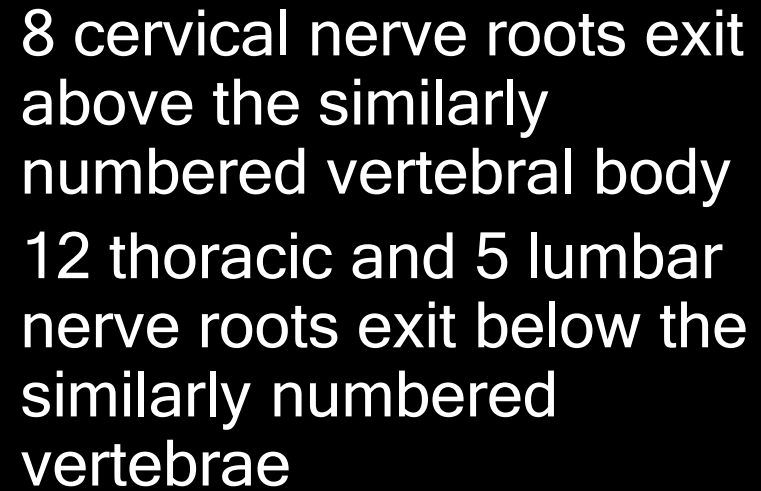 8 cervical nerve roots exit
above the similarly
numbered vertebral body
12 thoracic and 5 lumbar
nerve roots exit below the
similarly numbered
vertebrae